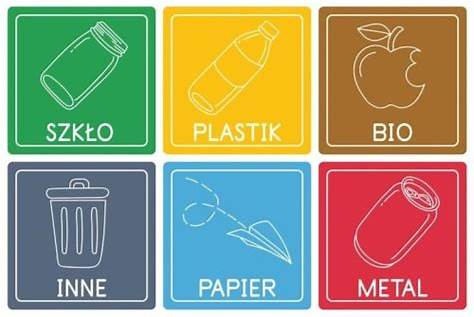 SZKŁO
PLASTIK
BIO
INNE
PAPIER
METAL